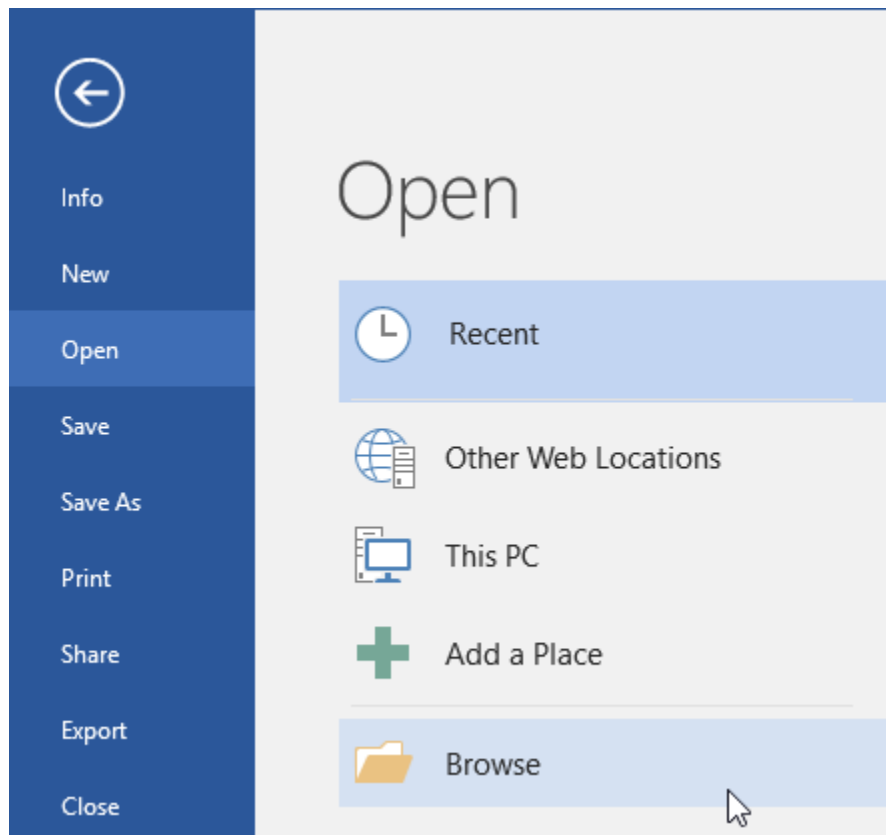 Info
New
Open
Save
Save As
Print
Share
Export
Close
Open
Recent
Other Web Locations
This PC
Add a Place
Browse